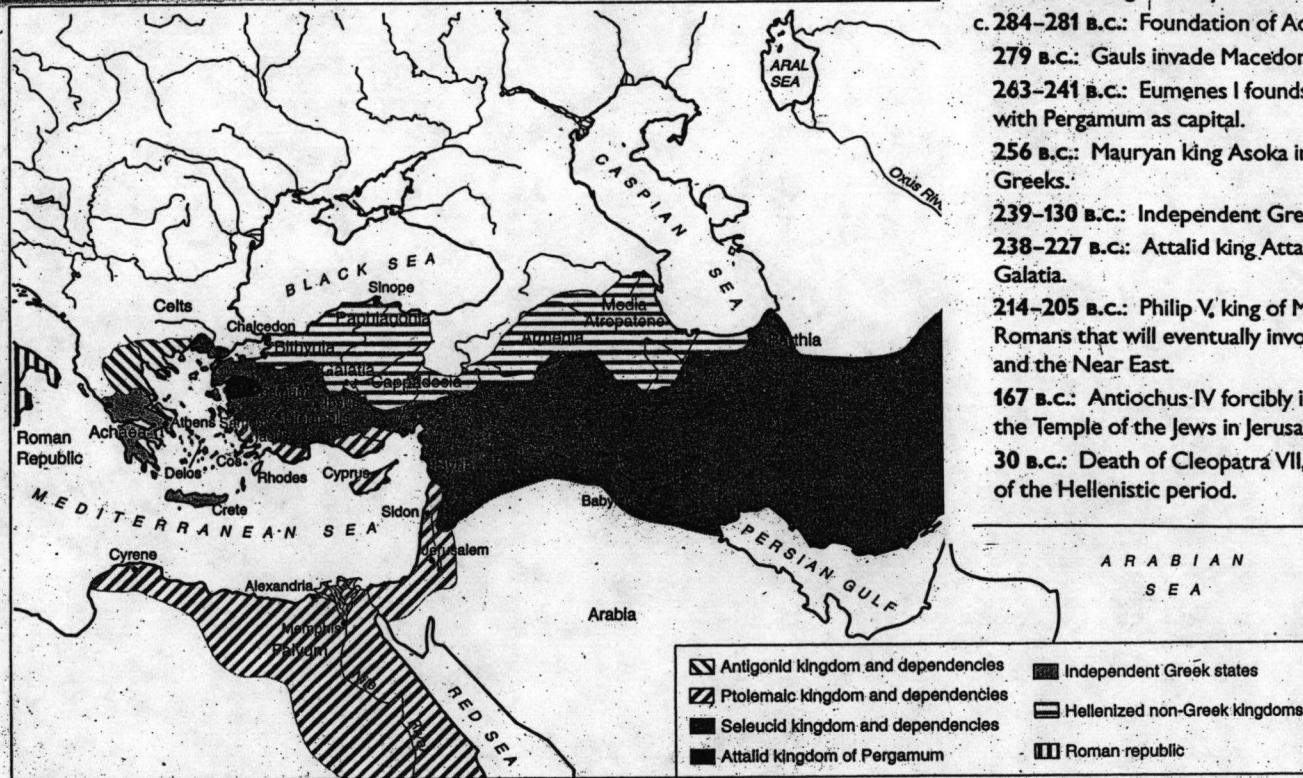 c. 284–281 B.C.: Foundation of Ac
279 B.C.: Gauls invade Macedon
263–241 B.C.: Eumenes I founds
with Pergamum as capital.
256 B.C.: Mauryan king Asoka in
Greeks.
239–130 B.C.: Independent Gre
238–227 B.C.: Attalid king Atta
Galatia.
214–205 B.C.: Philip V, king of M
Romans that will eventually invo
and the Near East.
167 B.C.: Antiochus IV forcibly i
the Temple of the Jews in Jerusa
30 B.C.: Death of Cleopatra VII,
of the Hellenistic period.
ARAL
SEA
Oxus Riv
CASPIAN
SEA
BLACK SEA
Sinope
Celts
Chalcedon
Paphlagonia
Media
Atropatene
Bithynia
Armenia
Parthia
Galatia
Cappadocia
Roman
Republic
Achaea
Athens
Delos
Cos
Rhodes
Cyprus
Crete
MEDITERRANEAN SEA
Sidon
Baby
Jerusalem
PERSIAN GULF
ARABIAN
SEA
Cyrene
Alexandria
Memphis
Faiyum
Arabia
River
RED SEA
Antigonid kingdom and dependencies
Ptolemaic kingdom and dependencies
Seleucid kingdom and dependencies
Attalid kingdom of Pergamum
Independent Greek states
Hellenized non-Greek kingdoms
Roman republic